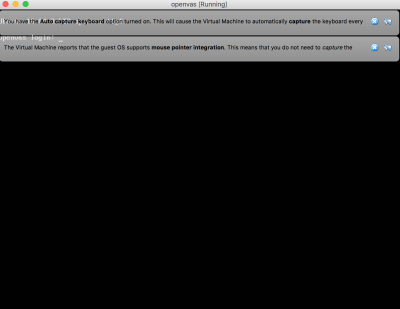 openvas [Running]
You have the Auto capture keyboard option turned on. This will cause the Virtual Machine to automatically capture the keyboard every
The Virtual Machine reports that the guest OS supports mouse pointer integration. This means that you do not need to capture the
openvas login: _